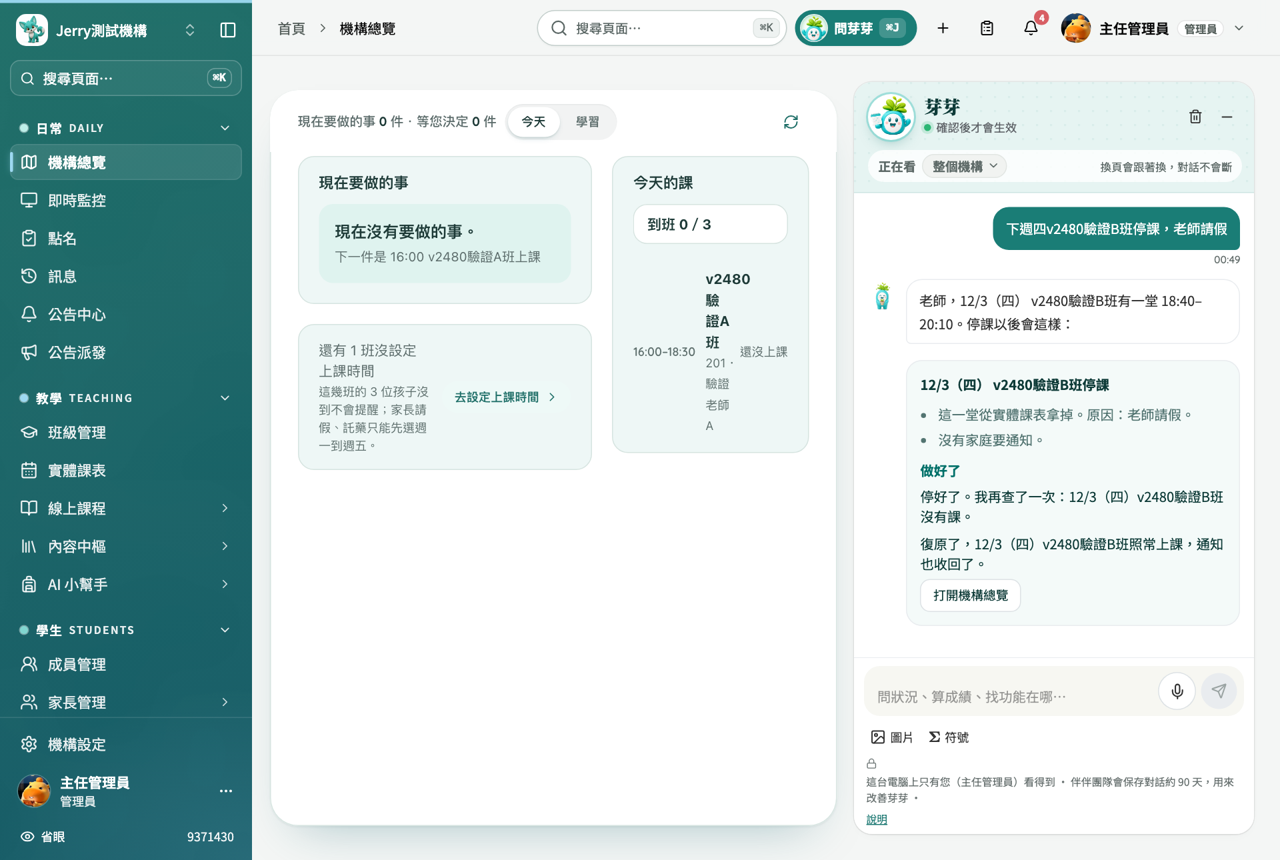 Jerry測試機構
搜尋頁面… ⌘K
日常 DAILY
機構總覽
即時監控
點名
訊息
公告中心
公告派發
教學 TEACHING
班級管理
實體課表
線上課程
內容中樞
AI 小幫手
學生 STUDENTS
成員管理
家長管理
機構設定
主任管理員
管理員
省眼 9371430
首頁 > 機構總覽
搜尋頁面… ⌘K
問芽芽 ⌘J
4
主任管理員 管理員
現在要做的事 0 件 · 等您決定 0 件 今天 學習
現在要做的事
現在沒有要做的事。
下一件是 16:00 v2480驗證A班上課
還有 1 班沒設定
上課時間
這幾班的 3 位孩子沒
到不會提醒；家長請
假、託藥只能先選週
一到週五。
去設定上課時間
今天的課
到班 0 / 3
16:00–18:30
v2480
驗
證A
班
201 ·
驗證
老師
A
還沒上課
芽芽
確認後才會生效
正在看 整個機構 換頁會跟著換，對話不會斷
下週四v2480驗證B班停課，老師請假
00:49
老師，12/3（四） v2480驗證B班有一堂 18:40–
20:10。停課以後會這樣：
12/3（四） v2480驗證B班停課
• 這一堂從實體課表拿掉。原因：老師請假。
• 沒有家庭要通知。
做好了
停好了。我再查了一次：12/3（四）v2480驗證B班
沒有課。
復原了，12/3（四）v2480驗證B班照常上課，通知
也收回了。
打開機構總覽
問狀況、算成績、找功能在哪…
圖片 Σ 符號
這台電腦上只有您（主任管理員）看得到 · 伴伴團隊會保存對話約 90 天，用來
改善芽芽 ·
說明